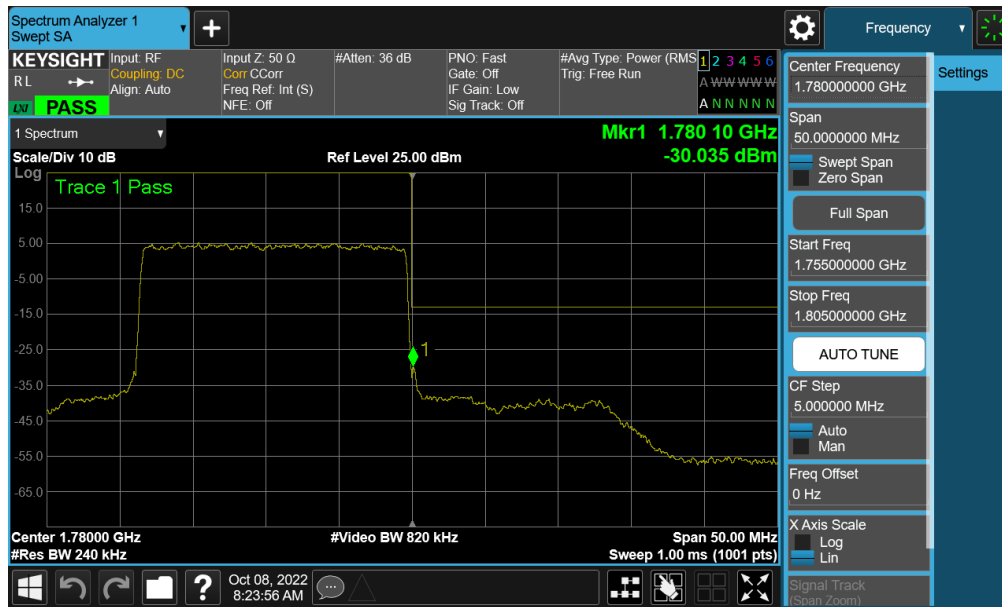 Spectrum Analyzer 1
Swept SA
Frequency
KEYSIGHT
R L
LXI
PASS
Input: RF
Coupling: DC
Align: Auto
Input Z: 50 Ω
Corr CCorr
Freq Ref: Int (S)
NFE: Off
#Atten: 36 dB
PNO: Fast
Gate: Off
IF Gain: Low
Sig Track: Off
#Avg Type: Power (RMS
Trig: Free Run
1 2 3 4 5 6
A W W W W W
A N N N N N
1 Spectrum
Mkr1 1.780 10 GHz
-30.035 dBm
Scale/Div 10 dB
Ref Level 25.00 dBm
Log
Trace 1 Pass
15.0
5.00
-5.00
-15.0
-25.0
-35.0
-45.0
-55.0
-65.0
1
Center 1.78000 GHz
#Video BW 820 kHz
Span 50.00 MHz
#Res BW 240 kHz
Sweep 1.00 ms (1001 pts)
Center Frequency
1.780000000 GHz
Span
50.0000000 MHz
Swept Span
Zero Span
Full Span
Start Freq
1.755000000 GHz
Stop Freq
1.805000000 GHz
AUTO TUNE
CF Step
5.000000 MHz
Auto
Man
Freq Offset
0 Hz
X Axis Scale
Log
Lin
Signal Track
(Span Zoom)
Settings
?
Oct 08, 2022
8:23:56 AM